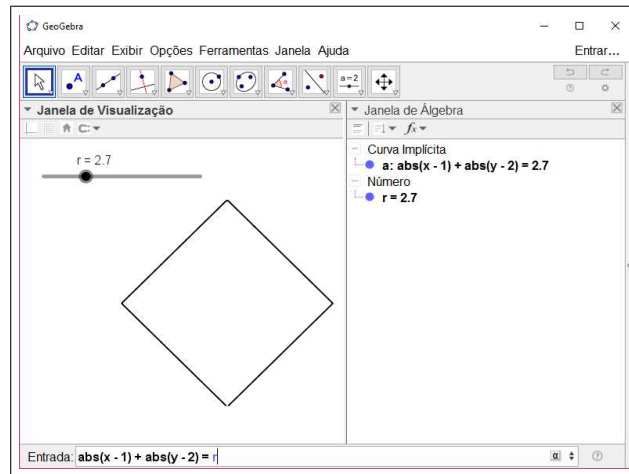 GeoGebra
Arquivo Editar Exibir Opções Ferramentas Janela Ajuda Entrar...
A a=2
Janela de Visualização
r = 2.7
Janela de Álgebra
fx
Curva Implícita
a: abs(x - 1) + abs(y - 2) = 2.7
Número
r = 2.7
Entrada: abs(x - 1) + abs(y - 2) = r α